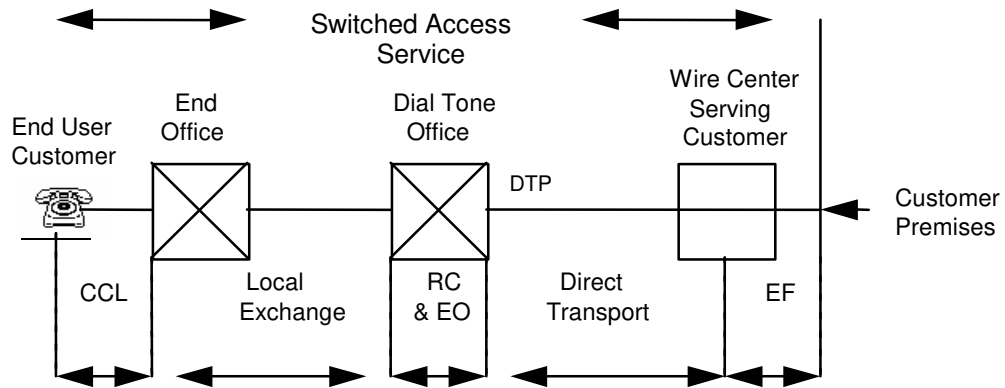 Switched Access
Service
End User
Customer
End
Office
Dial Tone
Office
Wire Center
Serving
Customer
DTP
Customer
Premises
CCL
Local
Exchange
RC
& EO
Direct
Transport
EF